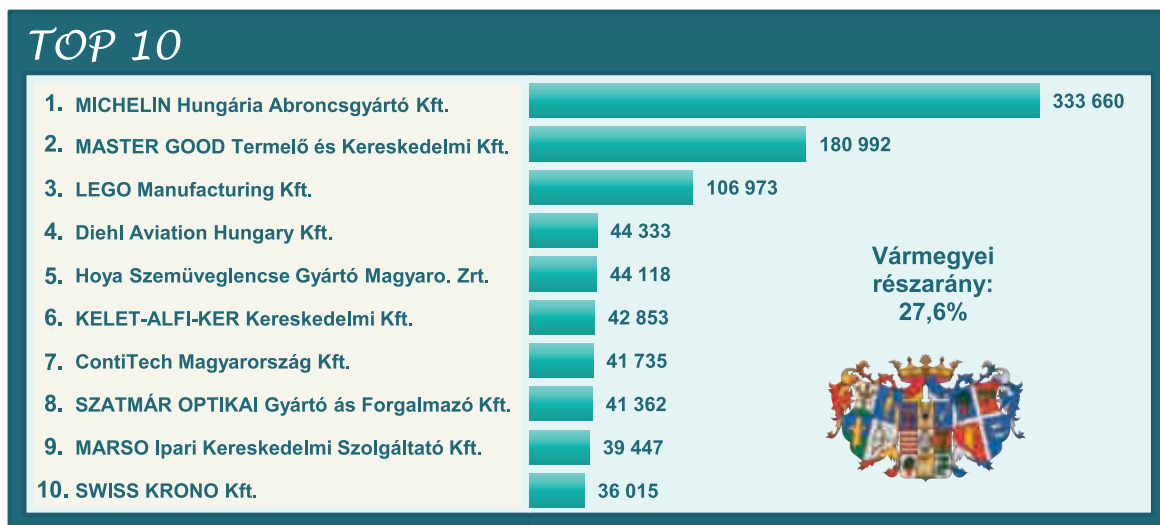 TOP 10
1. MICHELIN Hungária Abroncsgyártó Kft. 333 660
2. MASTER GOOD Termelő és Kereskedelmi Kft. 180 992
3. LEGO Manufacturing Kft. 106 973
4. Diehl Aviation Hungary Kft. 44 333
5. Hoya Szemüveglencse Gyártó Magyaro. Zrt. 44 118
6. KELET-ALFI-KER Kereskedelmi Kft. 42 853
7. ContiTech Magyarország Kft. 41 735
8. SZATMÁR OPTIKAI Gyártó ás Forgalmazó Kft. 41 362
9. MARSO Ipari Kereskedelmi Szolgáltató Kft. 39 447
10. SWISS KRONO Kft. 36 015
Vármegyei
részarány:
27,6%